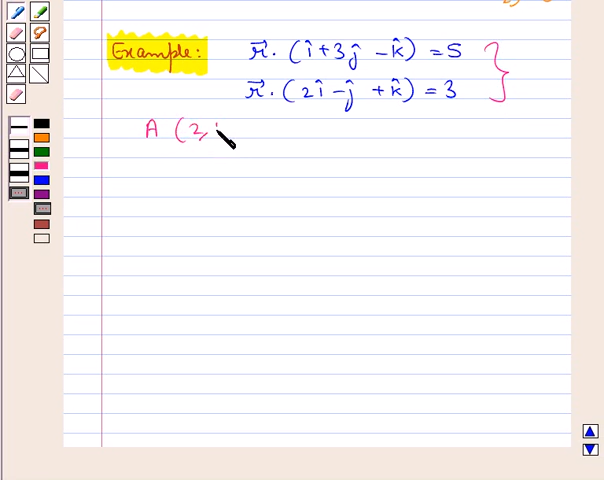 Example: r⃗ · (î + 3ĵ − k̂) = 5
r⃗ · (2î − ĵ + k̂) = 3
A (2,